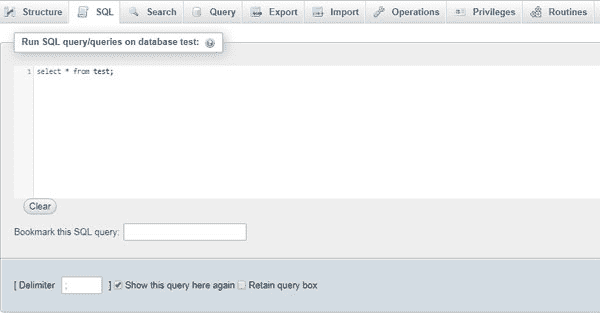 Structure SQL Search Query Export Import Operations Privileges Routines
Run SQL query/queries on database test:
1 select * from test;
Clear
Bookmark this SQL query:
[ Delimiter ; ] Show this query here again Retain query box